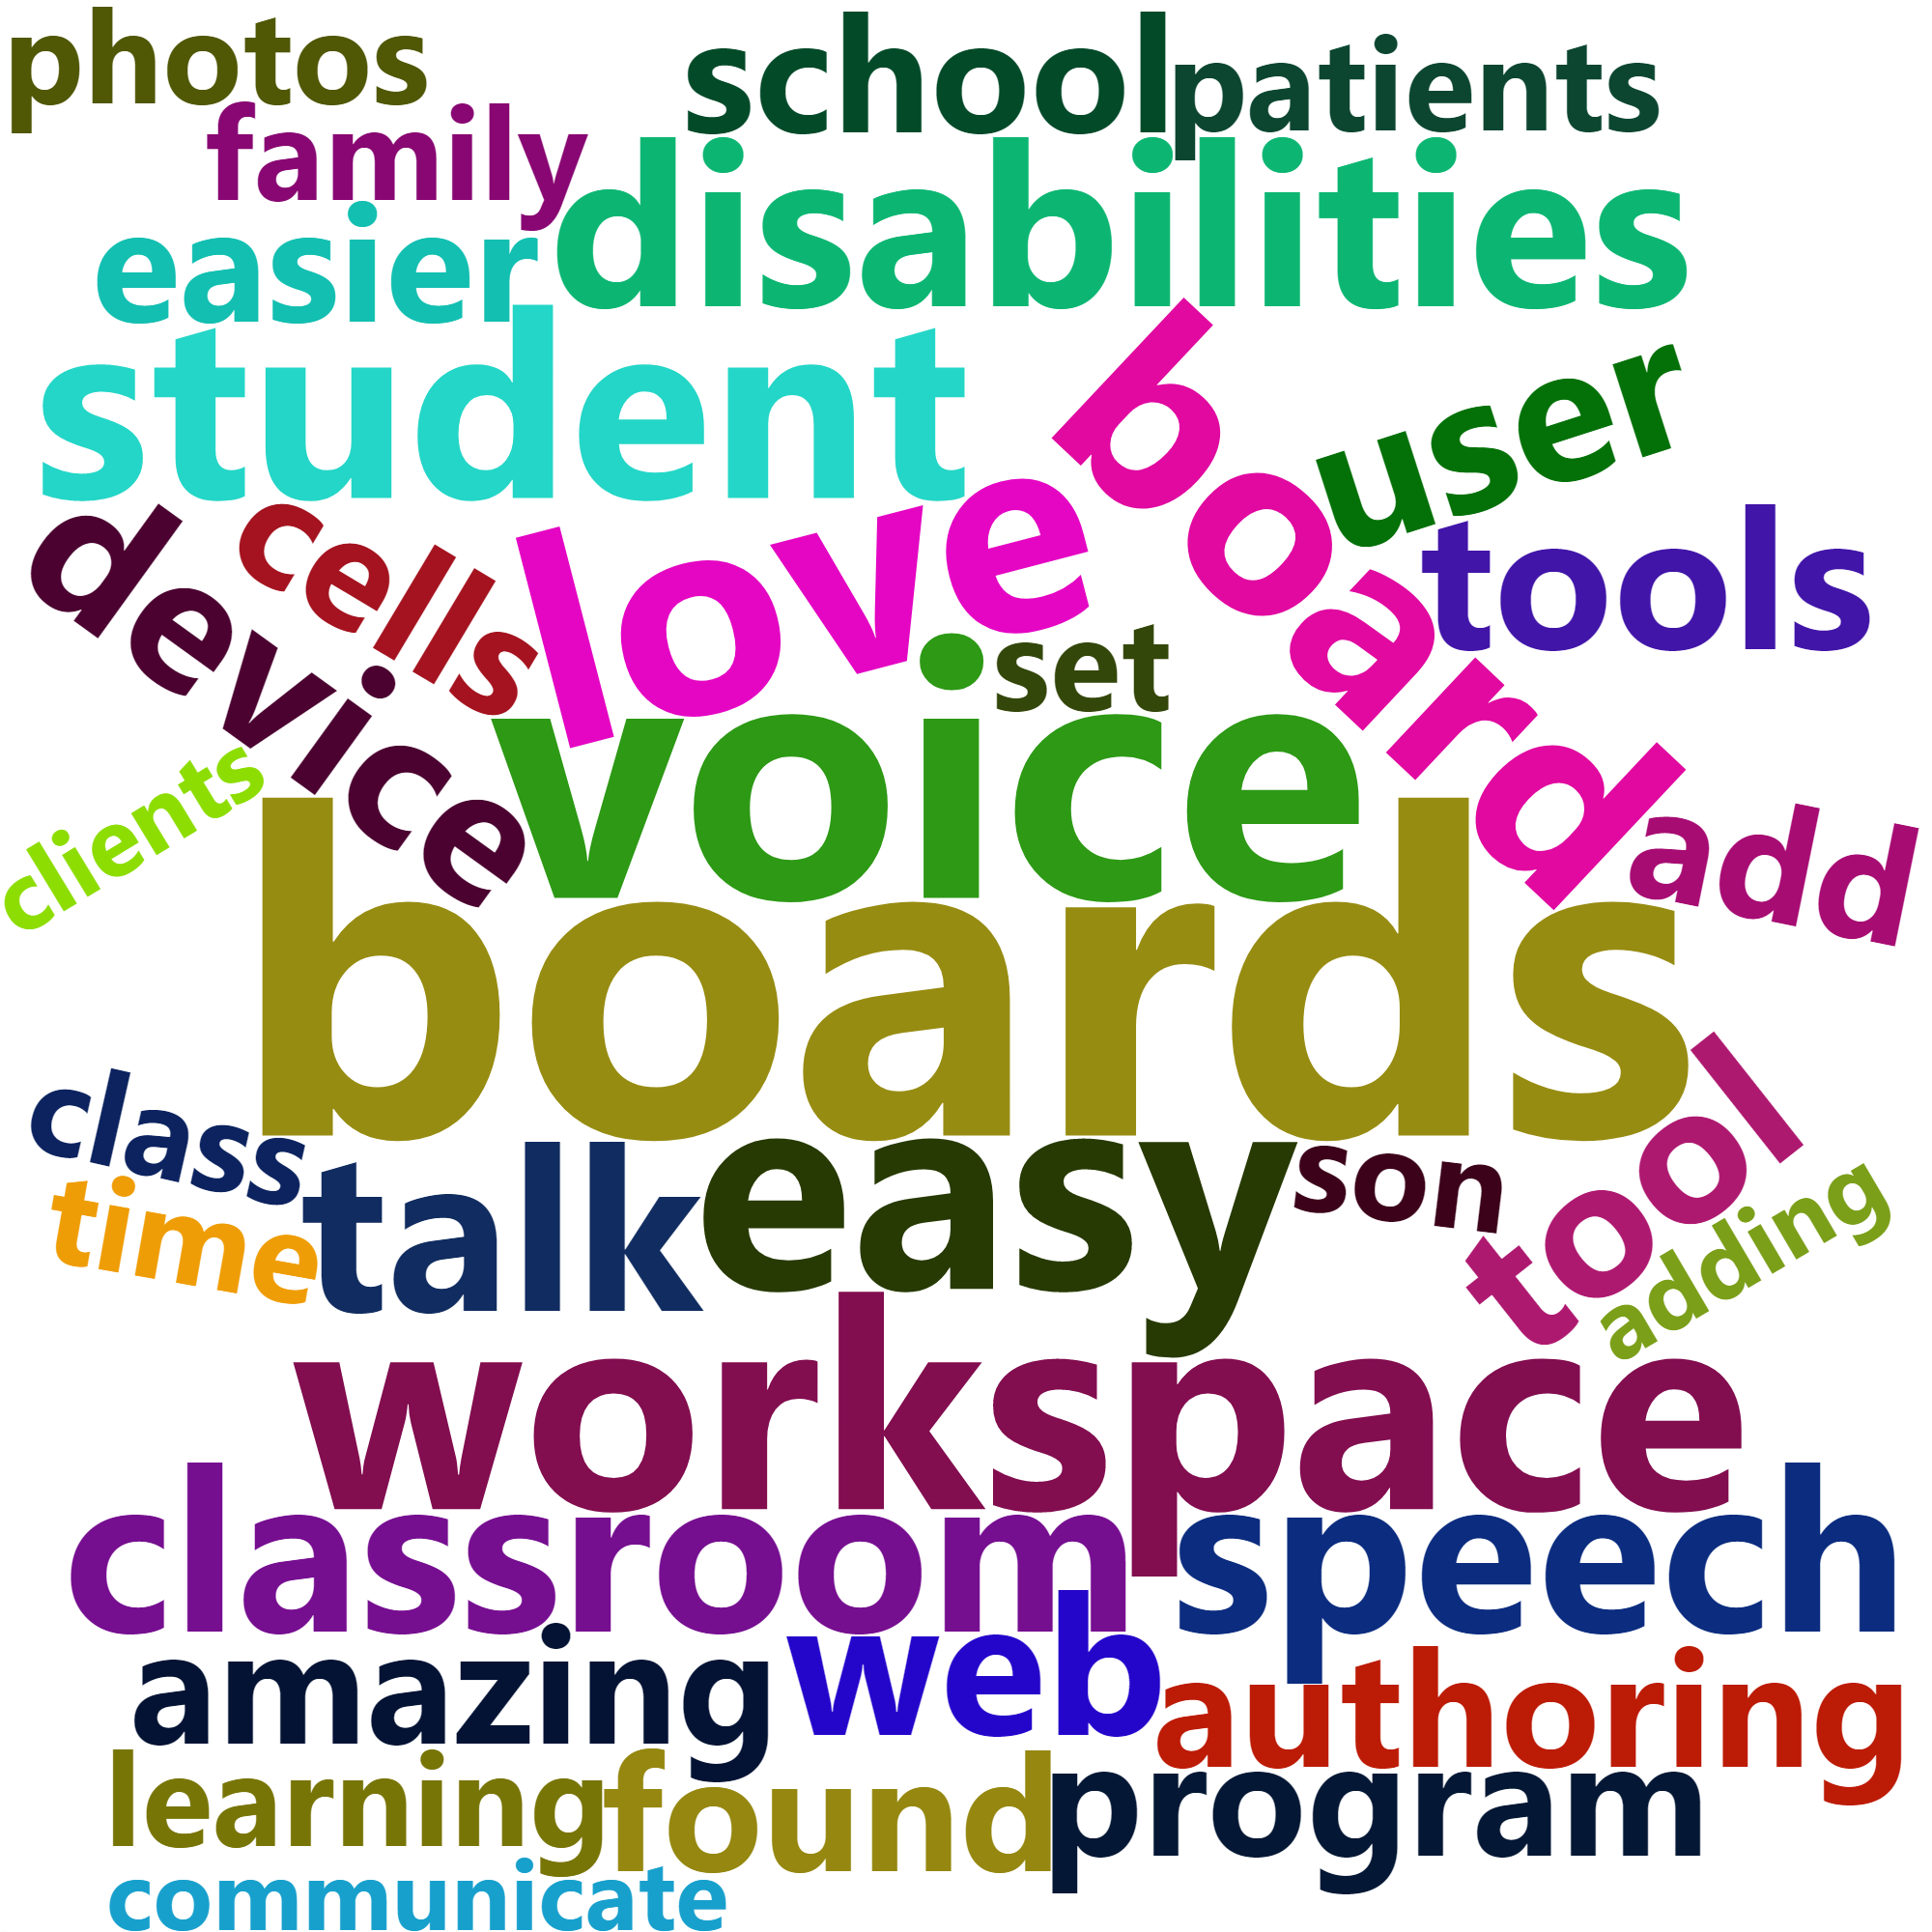 photos
school
patients
family
disabilities
easier
student
board
user
device
cells
love
tools
set
voice
clients
add
boards
class
talk
easy
son
tool
time
adding
workspace
classroom
speech
amazing
web
authoring
learning
found
program
communicate